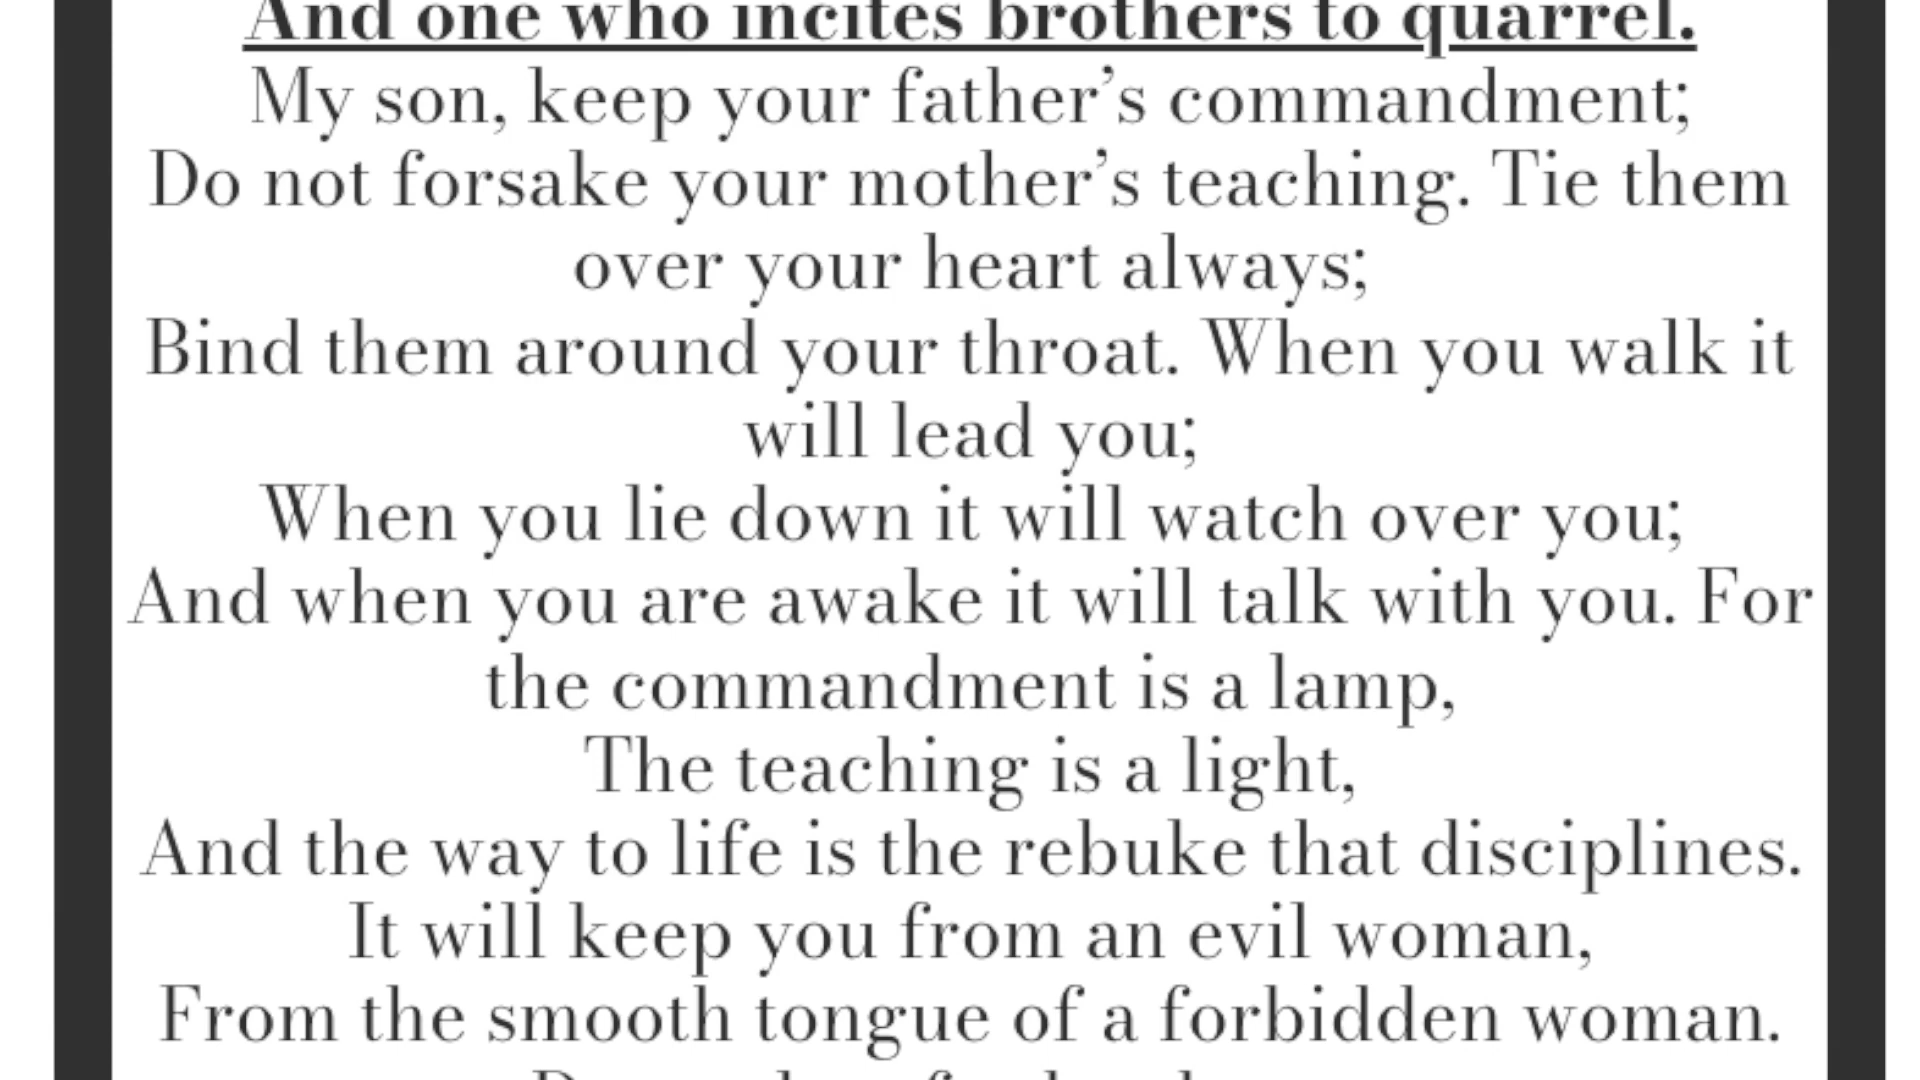 And one who incites brothers to quarrel.
My son, keep your father’s commandment;
Do not forsake your mother’s teaching. Tie them
over your heart always;
Bind them around your throat. When you walk it
will lead you;
When you lie down it will watch over you;
And when you are awake it will talk with you. For
the commandment is a lamp,
The teaching is a light,
And the way to life is the rebuke that disciplines.
It will keep you from an evil woman,
From the smooth tongue of a forbidden woman.